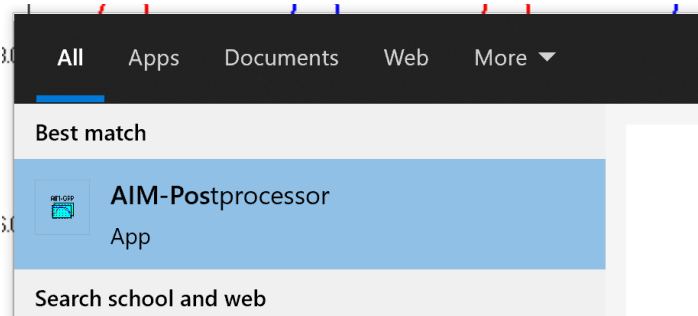 All Apps Documents Web More
Best match
AIM-Postprocessor
App
Search school and web